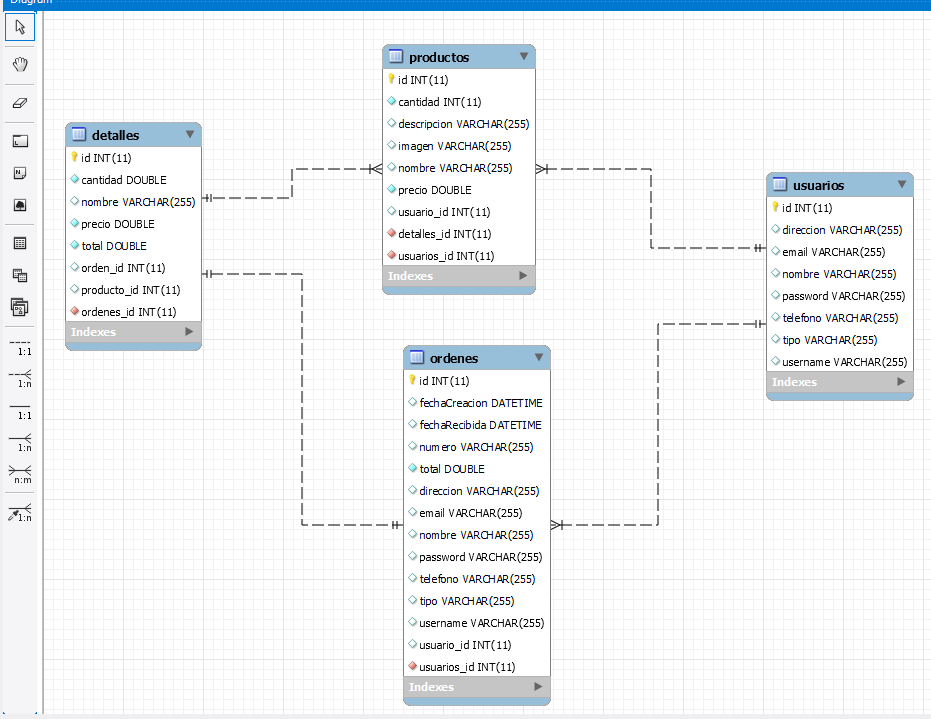 Diagram
productos
id INT(11)
cantidad INT(11)
descripcion VARCHAR(255)
imagen VARCHAR(255)
nombre VARCHAR(255)
precio DOUBLE
usuario_id INT(11)
detalles_id INT(11)
usuarios_id INT(11)
Indexes
detalles
id INT(11)
cantidad DOUBLE
nombre VARCHAR(255)
precio DOUBLE
total DOUBLE
orden_id INT(11)
producto_id INT(11)
ordenes_id INT(11)
Indexes
usuarios
id INT(11)
direccion VARCHAR(255)
email VARCHAR(255)
nombre VARCHAR(255)
password VARCHAR(255)
telefono VARCHAR(255)
tipo VARCHAR(255)
username VARCHAR(255)
Indexes
ordenes
id INT(11)
fechaCreacion DATETIME
fechaRecibida DATETIME
numero VARCHAR(255)
total DOUBLE
direccion VARCHAR(255)
email VARCHAR(255)
nombre VARCHAR(255)
password VARCHAR(255)
telefono VARCHAR(255)
tipo VARCHAR(255)
username VARCHAR(255)
usuario_id INT(11)
usuarios_id INT(11)
Indexes
1:1
1:n
1:1
1:n
n:m
1:n